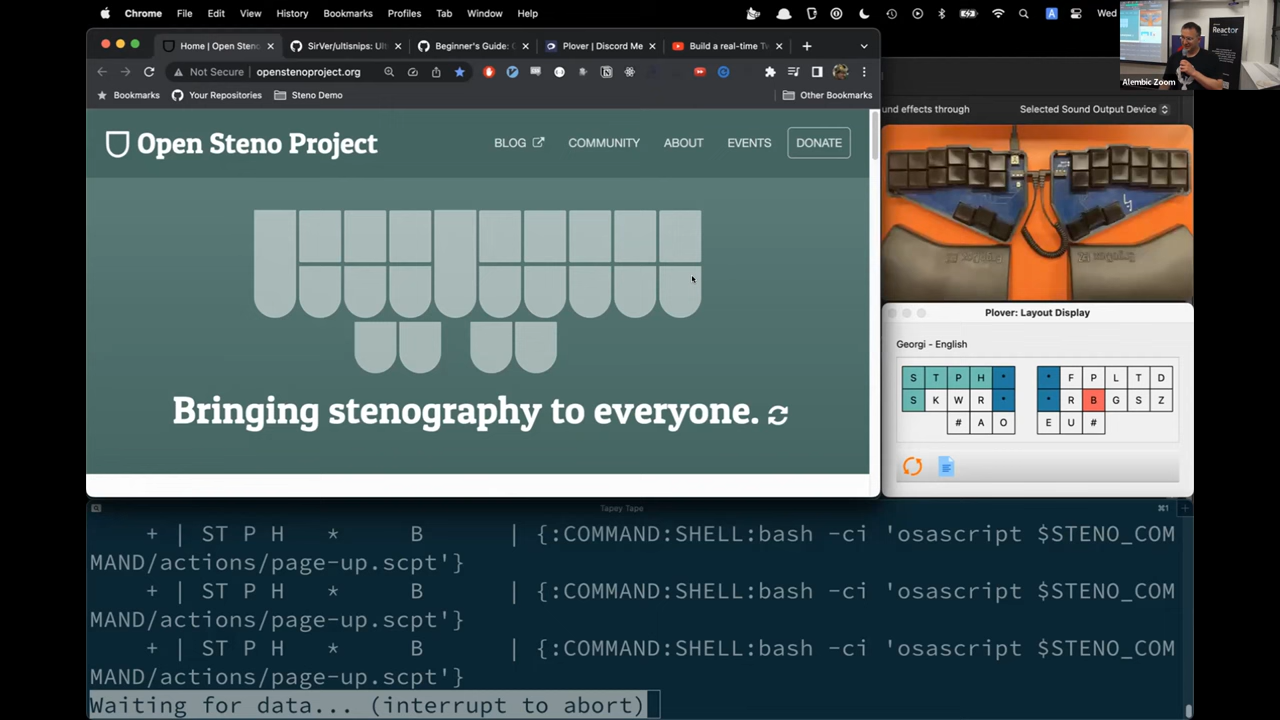 Chrome File Edit View History Bookmarks Profiles Tab Window Help A Wed
Home | Open Steno SirVer/ultisnips: Ult Beginner's Guide: C Plover | Discord Me Build a real-time Tw
Not Secure | openstenoproject.org
Bookmarks Your Repositories Steno Demo Other Bookmarks
Reactor
Alembic Zoom
und effects through Selected Sound Output Device
Open Steno Project
BLOG COMMUNITY ABOUT EVENTS DONATE
Bringing stenography to everyone.
Plover: Layout Display
Georgi - English
S T P H * * F P L T D
S K W R * * R B G S Z
# A O E U #
Tapey Tape ⌘1
+ | ST P H * B | {:COMMAND:SHELL:bash -ci 'osascript $STENO_COM
MAND/actions/page-up.scpt'}
+ | ST P H * B | {:COMMAND:SHELL:bash -ci 'osascript $STENO_COM
MAND/actions/page-up.scpt'}
+ | ST P H * B | {:COMMAND:SHELL:bash -ci 'osascript $STENO_COM
MAND/actions/page-up.scpt'}
Waiting for data... (interrupt to abort)